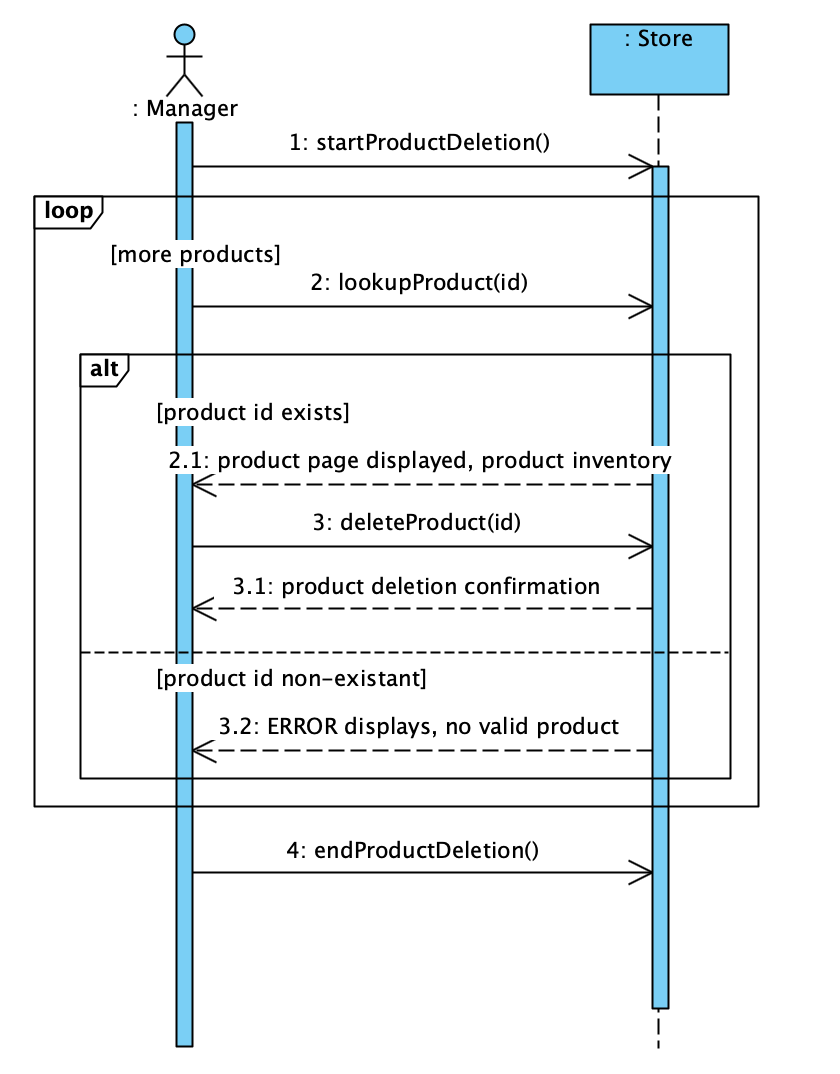 : Manager
: Store
1: startProductDeletion()
loop
[more products]
2: lookupProduct(id)
alt
[product id exists]
2.1: product page displayed, product inventory
3: deleteProduct(id)
3.1: product deletion confirmation
[product id non-existant]
3.2: ERROR displays, no valid product
4: endProductDeletion()